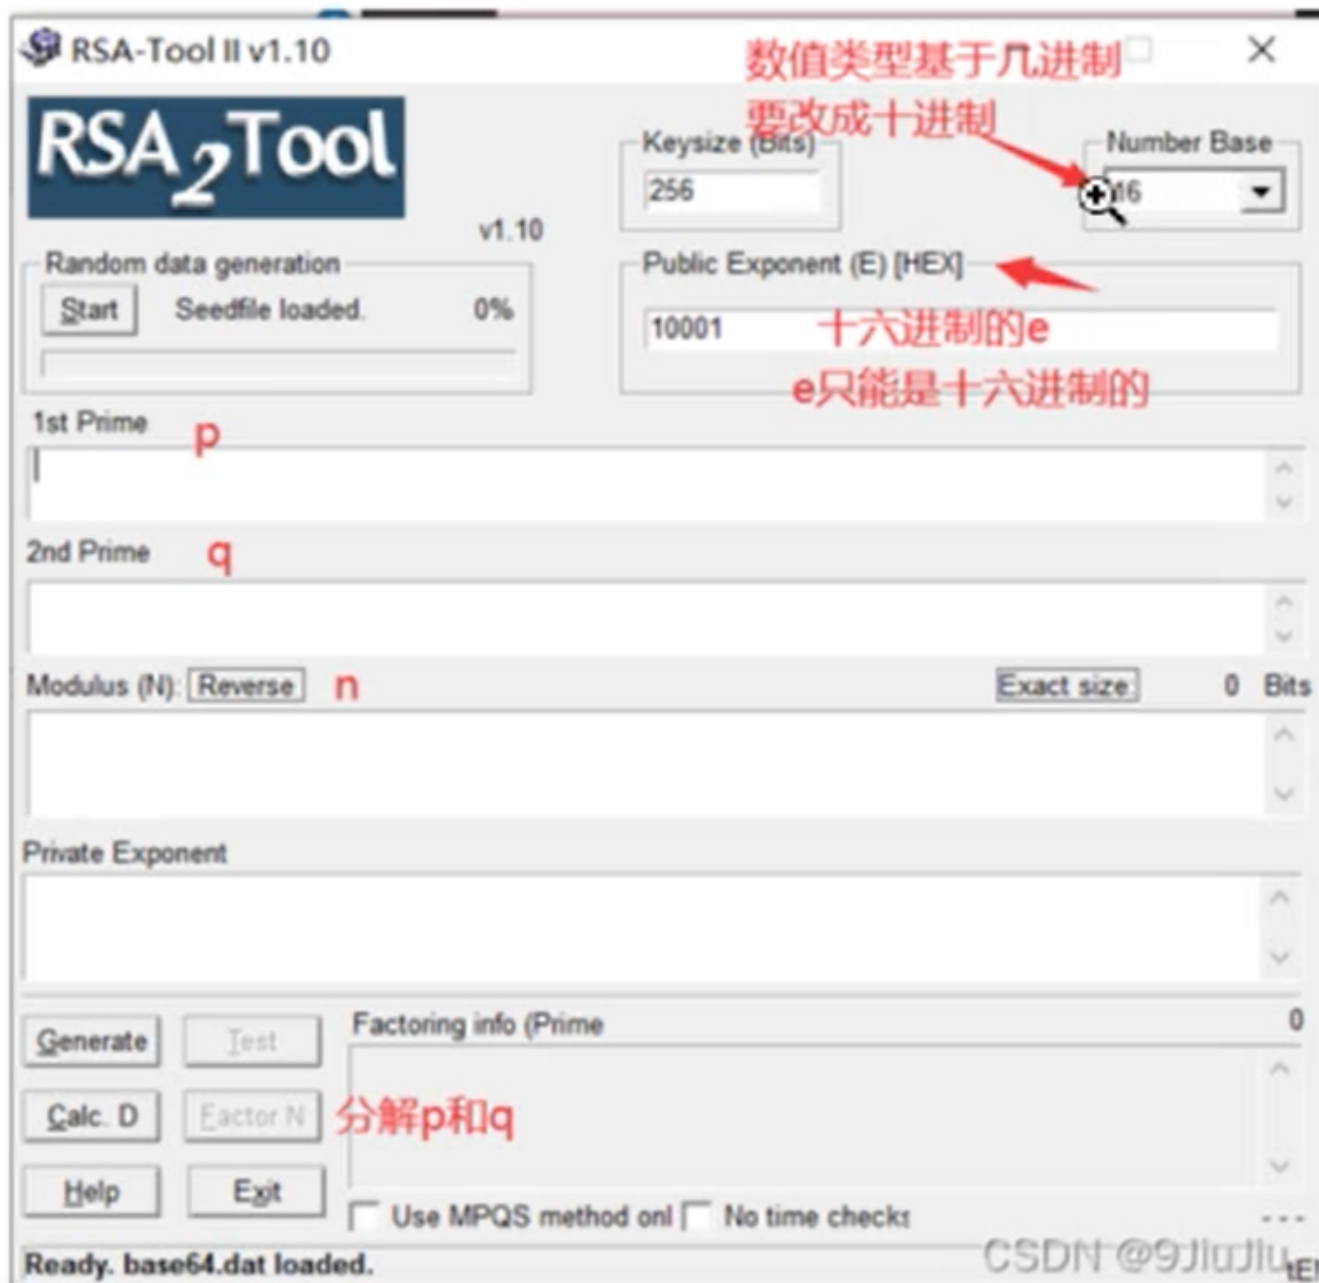 RSA-Tool II v1.10
数值类型基于几进制
要改成十进制
RSA2Tool
v1.10
Keysize (Bits)
256
Number Base
16
Random data generation
Start Seedfile loaded. 0%
Public Exponent (E) [HEX]
10001 十六进制的e
e只能是十六进制的
1st Prime p
2nd Prime q
Modulus (N): Reverse n Exact size: 0 Bits
Private Exponent
Generate Test Factoring info (Prime 0
Calc. D Factor N 分解p和q
Help Exit
Use MPQS method onl No time checks ---
Ready. base64.dat loaded.
CSDN @9JiuJiu